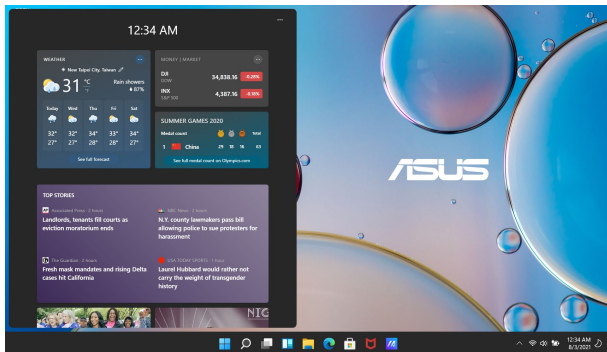 12:34 AM
WEATHER
New Taipei City, Taiwan
31 °C
°F
Rain showers
87%
Today Wed Thu Fri Sat
32° 32° 34° 33° 34°
27° 27° 28° 28° 27°
See full forecast
MONEY | MARKET
DJI
DOW
34,838.16 -0.28%
INX
S&P 500
4,387.16 -0.18%
SUMMER GAMES 2020
Medal count Total
1 China 29 18 16 63
See full medal count on Olympics.com
TOP STORIES
Associated Press · 2 hours
Landlords, tenants fill courts as
eviction moratorium ends
NBC News · 2 hours
N.Y. county lawmakers pass bill
allowing police to sue protesters for
harassment
The Guardian · 2 hours
Fresh mask mandates and rising Delta
cases hit California
USA TODAY SPORTS · 1 hour
Laurel Hubbard would rather not
carry the weight of transgender
history
NIG
ASUS
12:34 AM
8/3/2021